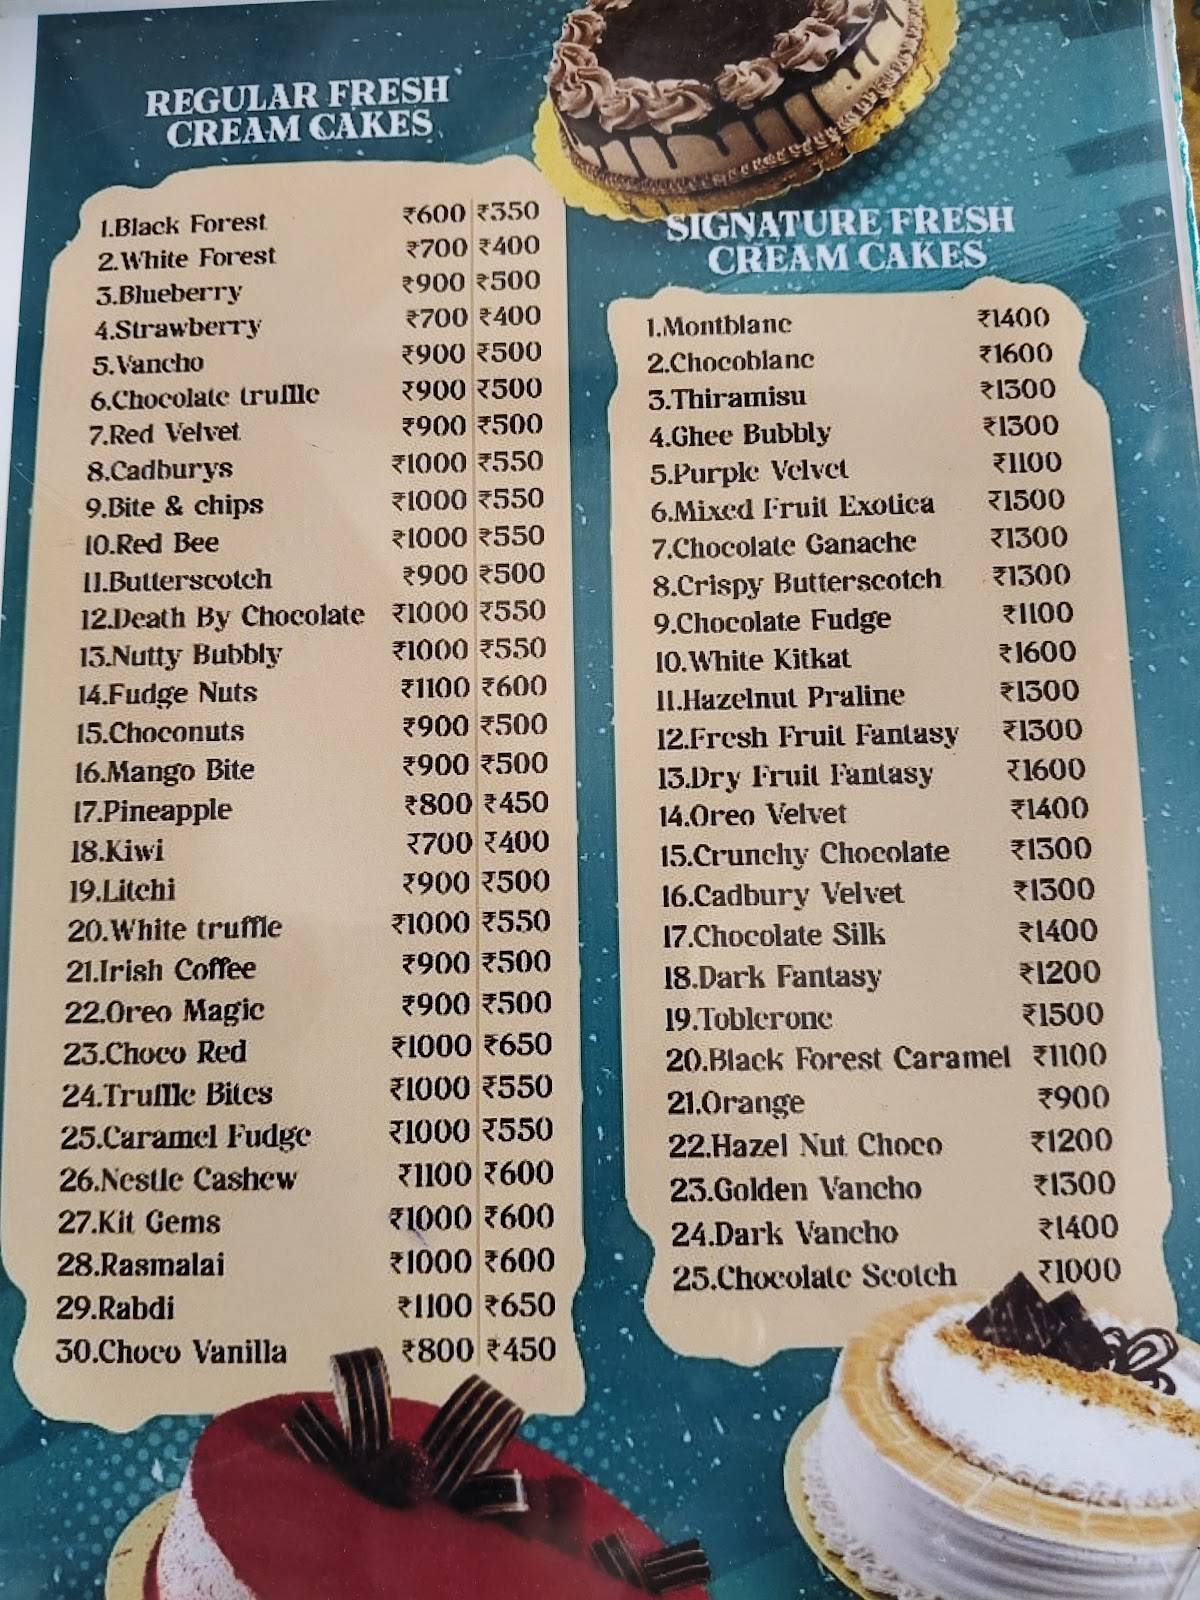 REGULAR FRESH
CREAM CAKES
1.Black Forest ₹600 ₹350
2.White Forest ₹700 ₹400
3.Blueberry ₹900 ₹500
4.Strawberry ₹700 ₹400
5.Vancho ₹900 ₹500
6.Chocolate truffle ₹900 ₹500
7.Red Velvet ₹900 ₹500
8.Cadburys ₹1000 ₹550
9.Bite & chips ₹1000 ₹550
10.Red Bee ₹1000 ₹550
11.Butterscotch ₹900 ₹500
12.Death By Chocolate ₹1000 ₹550
13.Nutty Bubbly ₹1000 ₹550
14.Fudge Nuts ₹1100 ₹600
15.Choconuts ₹900 ₹500
16.Mango Bite ₹900 ₹500
17.Pineapple ₹800 ₹450
18.Kiwi ₹700 ₹400
19.Litchi ₹900 ₹500
20.White truffle ₹1000 ₹550
21.Irish Coffee ₹900 ₹500
22.Oreo Magic ₹900 ₹500
23.Choco Red ₹1000 ₹650
24.Truffle Bites ₹1000 ₹550
25.Caramel Fudge ₹1000 ₹550
26.Nestle Cashew ₹1100 ₹600
27.Kit Gems ₹1000 ₹600
28.Rasmalai ₹1000 ₹600
29.Rabdi ₹1100 ₹650
30.Choco Vanilla ₹800 ₹450
SIGNATURE FRESH
CREAM CAKES
1.Montblanc ₹1400
2.Chocoblanc ₹1600
3.Thiramisu ₹1300
4.Ghee Bubbly ₹1300
5.Purple Velvet ₹1100
6.Mixed Fruit Exotica ₹1500
7.Chocolate Ganache ₹1300
8.Crispy Butterscotch ₹1300
9.Chocolate Fudge ₹1100
10.White Kitkat ₹1600
11.Hazelnut Praline ₹1300
12.Fresh Fruit Fantasy ₹1300
13.Dry Fruit Fantasy ₹1600
14.Oreo Velvet ₹1400
15.Crunchy Chocolate ₹1300
16.Cadbury Velvet ₹1300
17.Chocolate Silk ₹1400
18.Dark Fantasy ₹1200
19.Toblerone ₹1500
20.Black Forest Caramel ₹1100
21.Orange ₹900
22.Hazel Nut Choco ₹1200
23.Golden Vancho ₹1300
24.Dark Vancho ₹1400
25.Chocolate Scotch ₹1000